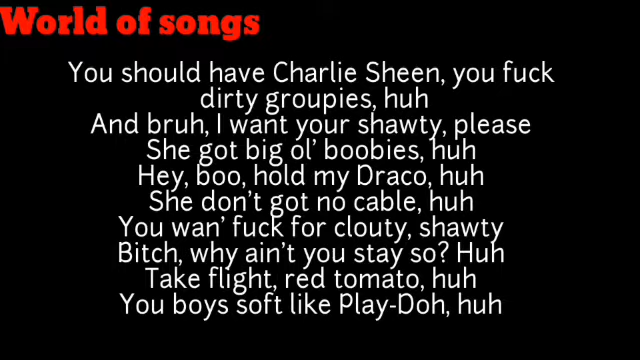 World of songs
You should have Charlie Sheen, you fuck
dirty groupies, huh
And bruh, I want your shawty, please
She got big ol' boobies, huh
Hey, boo, hold my Draco, huh
She don't got no cable, huh
You wan' fuck for clouty, shawty
Bitch, why ain't you stay so? Huh
Take flight, red tomato, huh
You boys soft like Play-Doh, huh